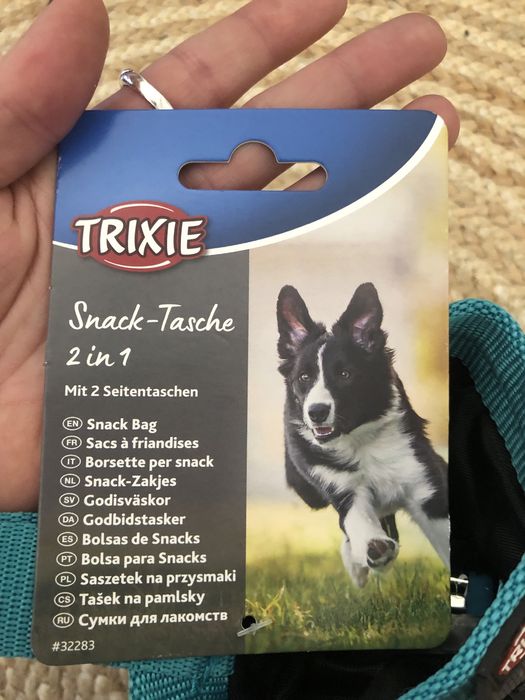 TRIXIE
Snack-Tasche
2 in 1
Mit 2 Seitentaschen
EN Snack Bag
FR Sacs à friandises
IT Borsette per snack
NL Snack-Zakjes
SV Godisväskor
DA Godbidstasker
ES Bolsas de Snacks
PT Bolsa para Snacks
PL Saszetek na przysmaki
CS Tašek na pamlsky
RU Сумки для лакомств
#32283
TRIXIE